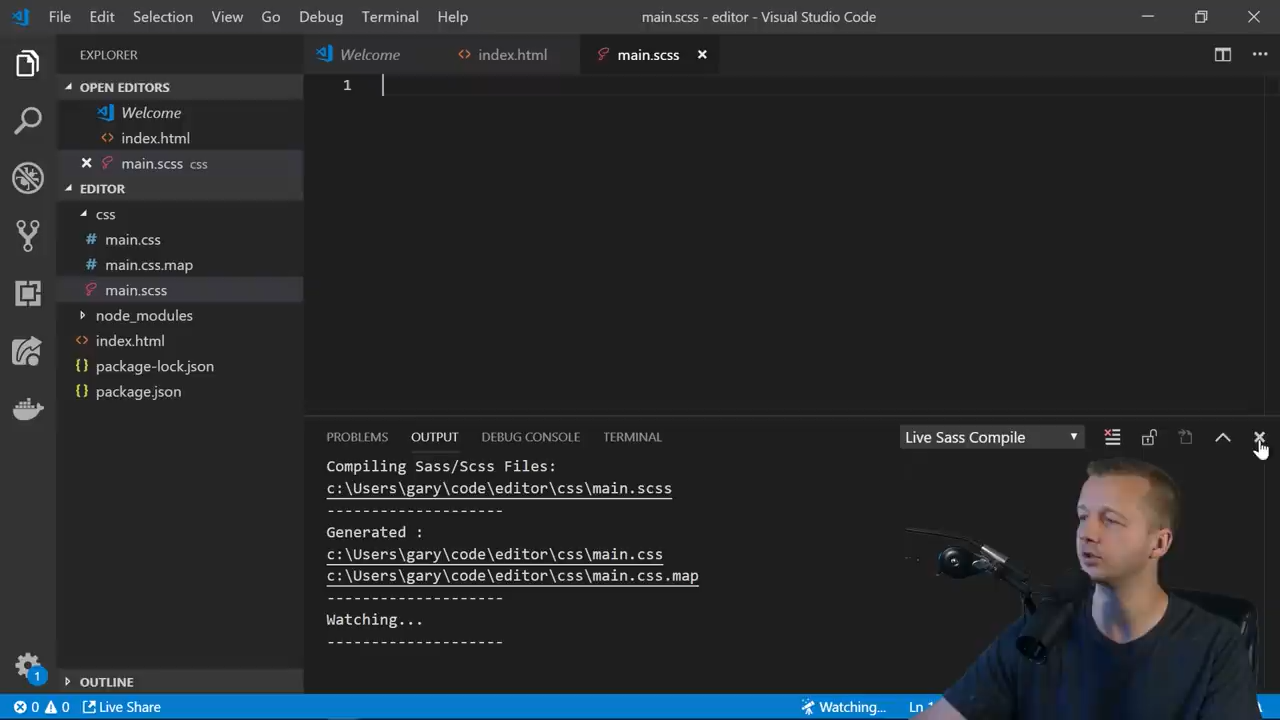 File Edit Selection View Go Debug Terminal Help main.scss - editor - Visual Studio Code
EXPLORER
Welcome index.html main.scss
OPEN EDITORS
Welcome
index.html
main.scss css
EDITOR
css
main.css
main.css.map
main.scss
node_modules
index.html
package-lock.json
package.json
OUTLINE
1
PROBLEMS OUTPUT DEBUG CONSOLE TERMINAL Live Sass Compile
Compiling Sass/Scss Files:
c:\Users\gary\code\editor\css\main.scss
--------------------
Generated :
c:\Users\gary\code\editor\css\main.css
c:\Users\gary\code\editor\css\main.css.map
--------------------
Watching...
--------------------
1
0 0 Live Share Watching... Ln